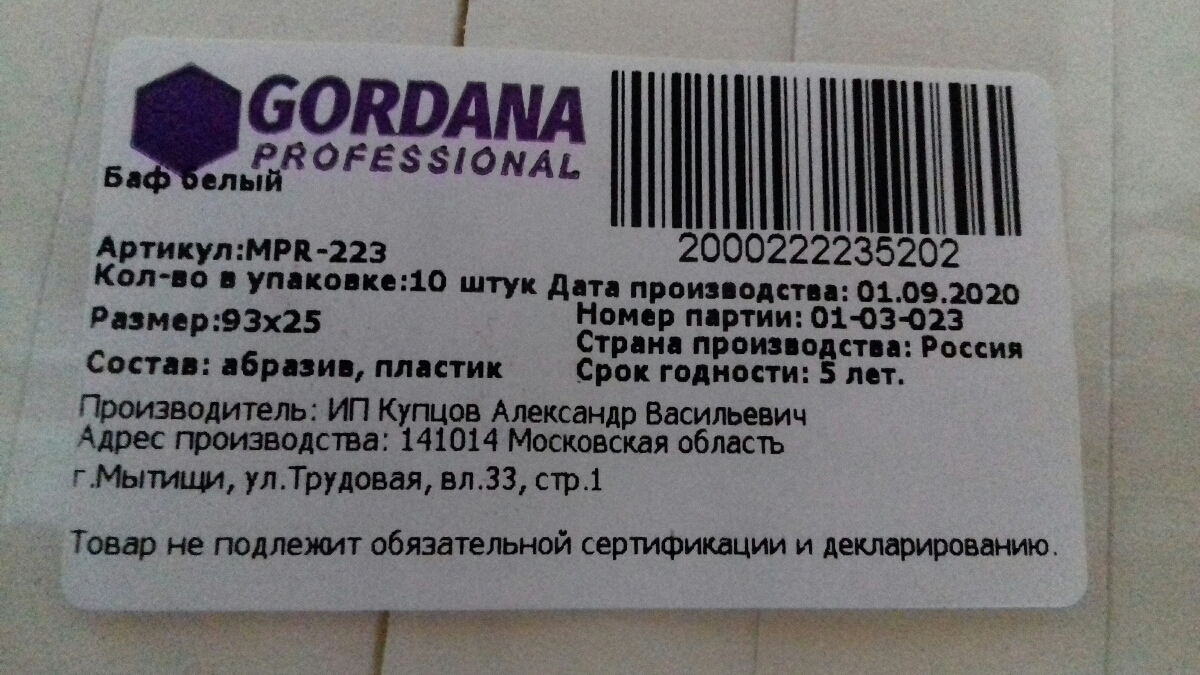 GORDANA
PROFESSIONAL
Баф белый
2000222235202
Артикул:MPR-223
Кол-во в упаковке:10 штук
Размер:93x25
Состав: абразив, пластик
Дата производства: 01.09.2020
Номер партии: 01-03-023
Страна производства: Россия
Срок годности: 5 лет.
Производитель: ИП Купцов Александр Васильевич
Адрес производства: 141014 Московская область
г.Мытищи, ул.Трудовая, вл.33, стр.1
Товар не подлежит обязательной сертификации и декларированию.